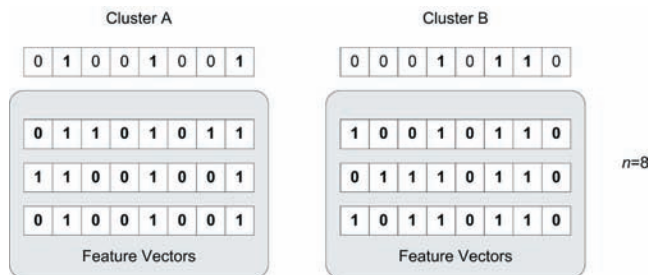 Cluster A
Cluster B
0 1 0 0 1 0 0 1
0 0 0 1 0 1 1 0
0 1 1 0 1 0 1 1
1 0 0 1 0 1 1 0
n=8
1 1 0 0 1 0 0 1
0 1 1 1 0 1 1 0
0 1 0 0 1 0 0 1
1 0 1 1 0 1 1 0
Feature Vectors
Feature Vectors